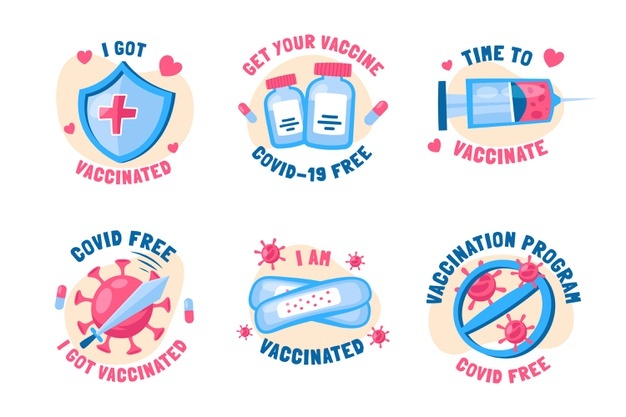 I GOT
VACCINATED
GET YOUR VACCINE
COVID-19 FREE
TIME TO
VACCINATE
COVID FREE
I GOT VACCINATED
I AM
VACCINATED
VACCINATION PROGRAM
COVID FREE